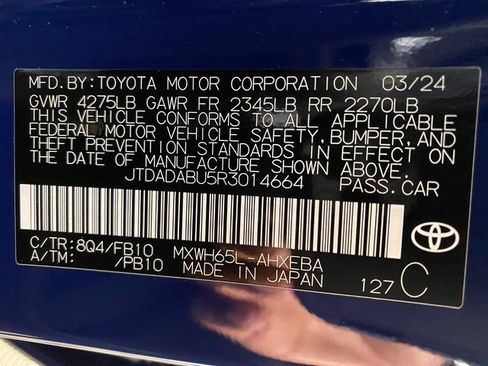 MFD. BY:TOYOTA MOTOR CORPORATION 03/24
GVWR 4275LB GAWR FR 2345LB RR 2270LB
THIS VEHICLE CONFORMS TO ALL APPLICABLE
FEDERAL MOTOR VEHICLE SAFETY, BUMPER, AND
THEFT PREVENTION STANDARDS IN EFFECT ON
THE DATE OF MANUFACTURE SHOWN ABOVE.
JTDADABU5R3014664 PASS.CAR
C/TR:8Q4/FB10 MXWH65L-AHXEBA
A/TM: /PB10 MADE IN JAPAN 127 C